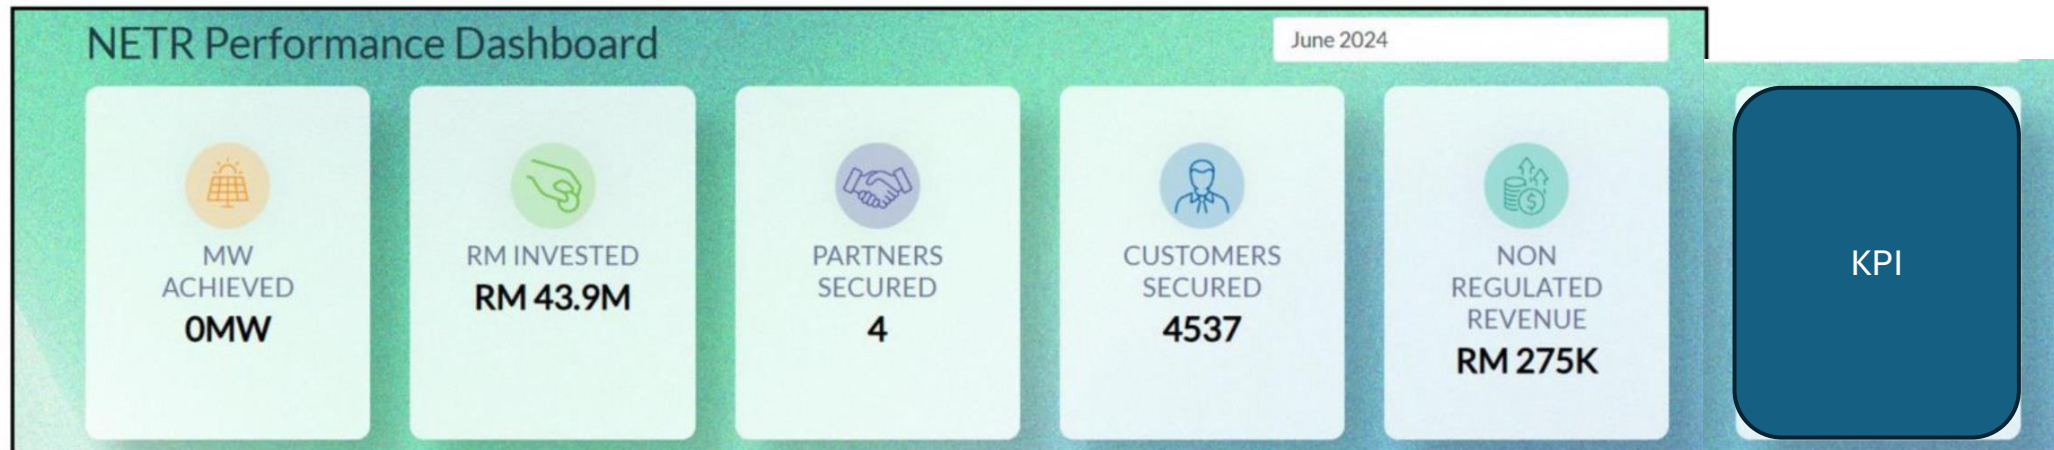 NETR Performance Dashboard
June 2024
MW
ACHIEVED
0MW
RM INVESTED
RM 43.9M
PARTNERS
SECURED
4
CUSTOMERS
SECURED
4537
NON
REGULATED
REVENUE
RM 275K
KPI